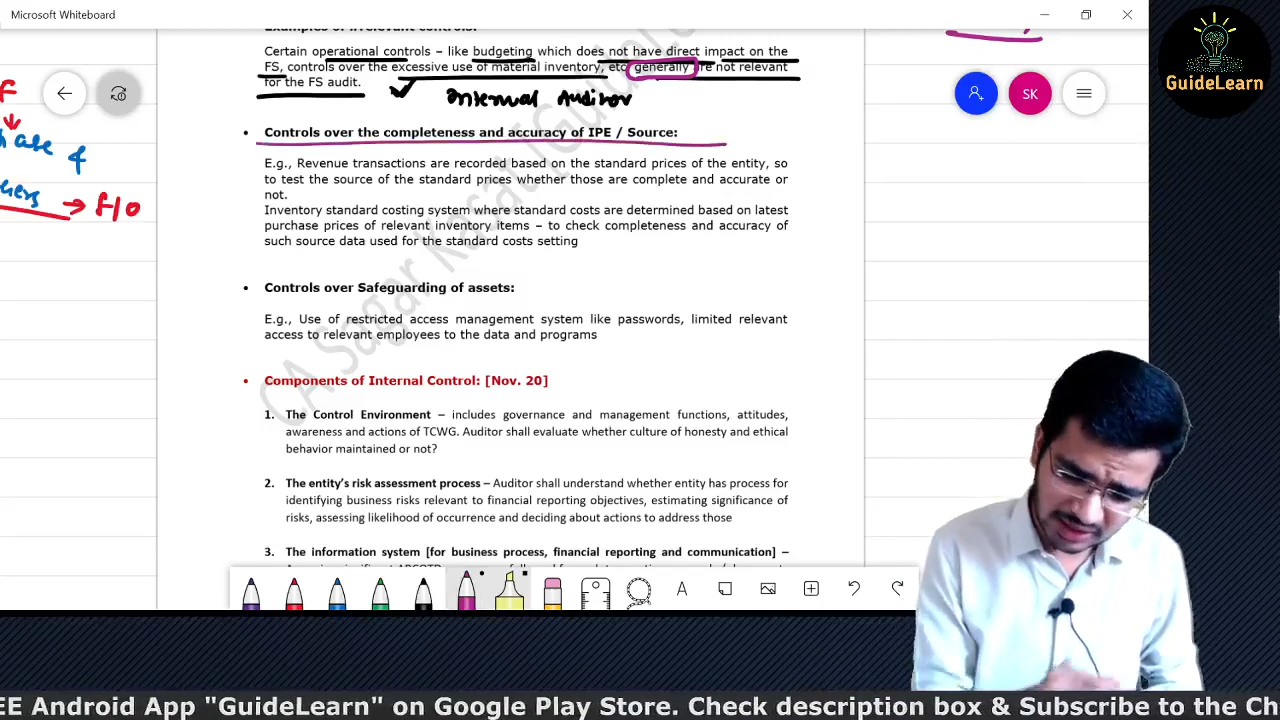 Microsoft Whiteboard
Examples of irrelevant controls:
Certain operational controls – like budgeting which does not have direct impact on the
FS, controls over the excessive use of material inventory, etc generally are not relevant
for the FS audit.
Internal Auditor
• Controls over the completeness and accuracy of IPE / Source:
E.g., Revenue transactions are recorded based on the standard prices of the entity, so
to test the source of the standard prices whether those are complete and accurate or
not.
Inventory standard costing system where standard costs are determined based on latest
purchase prices of relevant inventory items – to check completeness and accuracy of
such source data used for the standard costs setting
• Controls over Safeguarding of assets:
E.g., Use of restricted access management system like passwords, limited relevant
access to relevant employees to the data and programs
• Components of Internal Control: [Nov. 20]
1. The Control Environment – includes governance and management functions, attitudes,
awareness and actions of TCWG. Auditor shall evaluate whether culture of honesty and ethical
behavior maintained or not?
2. The entity's risk assessment process – Auditor shall understand whether entity has process for
identifying business risks relevant to financial reporting objectives, estimating significance of
risks, assessing likelihood of occurrence and deciding about actions to address those
3. The information system [for business process, financial reporting and communication] –
CA Sagar Kasat [Gu
→ F/O
SK
GuideLearn
A
EE Android App "GuideLearn" on Google Play Store. Check description box & Subscribe to the Ch